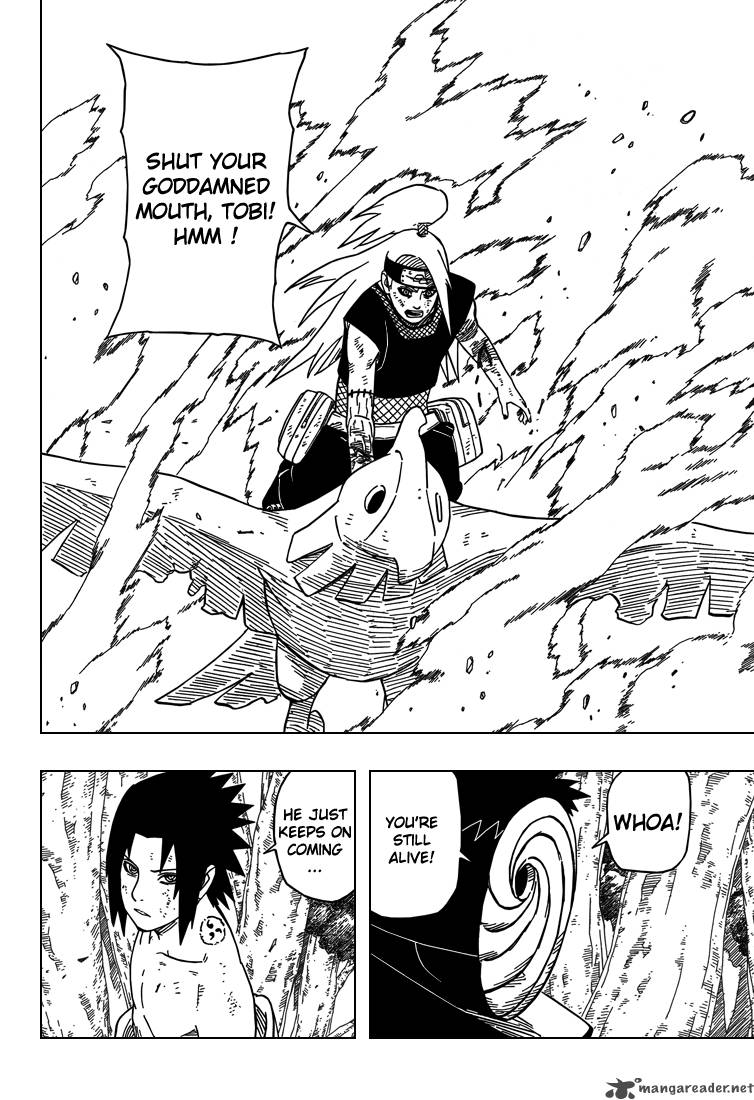 SHUT YOUR
GODDAMNED
MOUTH, TOBI!
HMM !
WHOA!
YOU'RE
STILL
ALIVE!
HE JUST
KEEPS ON
COMING
...
mangareader.net